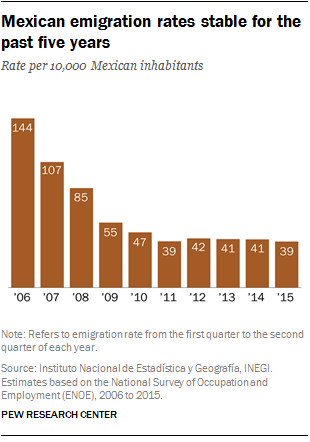 Mexican emigration rates stable for the
past five years
Rate per 10,000 Mexican inhabitants
144
107
85
55
47
39
42
41
41
39
'06 '07 '08 '09 '10 '11 '12 '13 '14 '15
Note: Refers to emigration rate from the first quarter to the second
quarter of each year.
Source: Instituto Nacional de Estadística y Geografía, INEGI.
Estimates based on the National Survey of Occupation and
Employment (ENOE), 2006 to 2015.
PEW RESEARCH CENTER